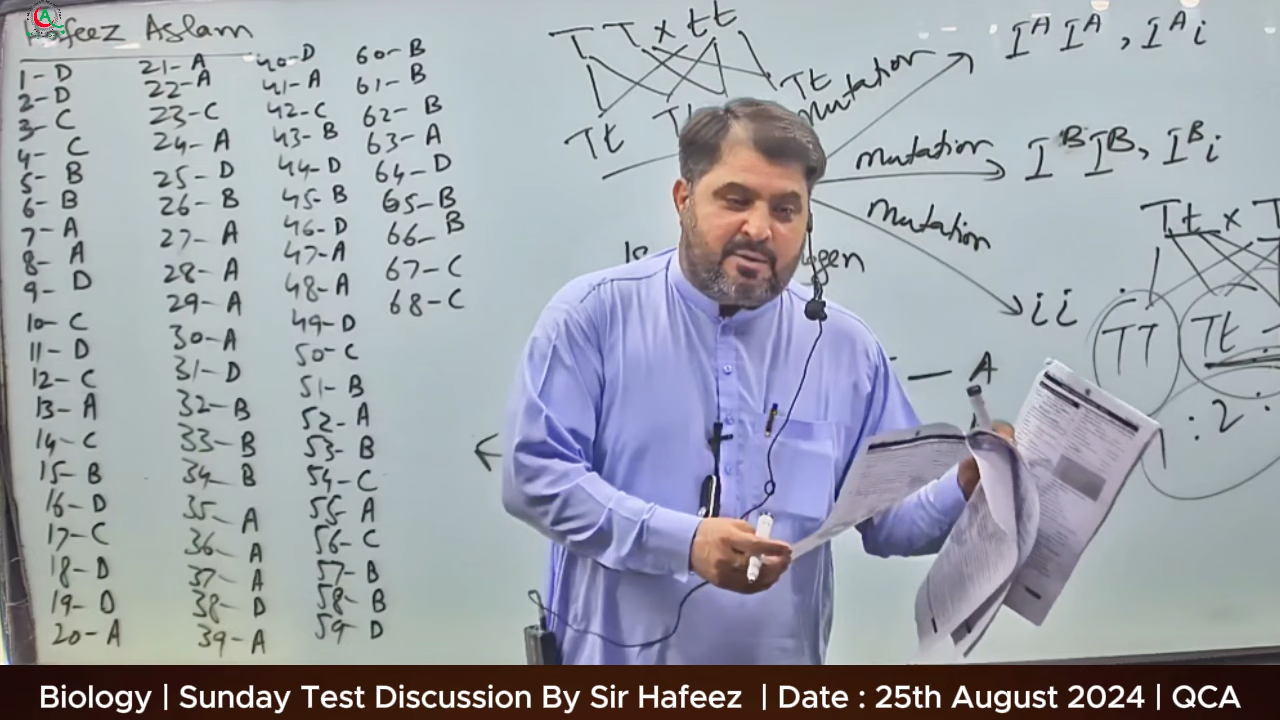 Hafeez Aslam
1-D
2-D
3-C
4-C
5-B
6-B
7-A
8-A
9-D
10-C
11-D
12-C
13-A
14-C
15-B
16-D
17-C
18-D
19-D
20-A
21-A
22-A
23-C
24-A
25-D
26-B
27-A
28-A
29-A
30-A
31-D
32-B
33-B
34-B
35-A
36-A
37-A
38-D
39-A
40-D
41-A
42-C
43-B
44-D
45-B
46-D
47-A
48-A
49-D
50-C
51-B
52-A
53-B
54-C
55-A
56-C
57-B
58-B
59-D
60-B
61-B
62-B
63-A
64-D
65-B
66-B
67-C
68-C
TT x tt
Tt
Tt
Mutation
I^A I^A, I^A i
mutation
I^B I^B, I^B i
mutation
ii
Tt x T
TT
Tt
: 2 :
— A
Biology | Sunday Test Discussion By Sir Hafeez | Date : 25th August 2024 | QCA